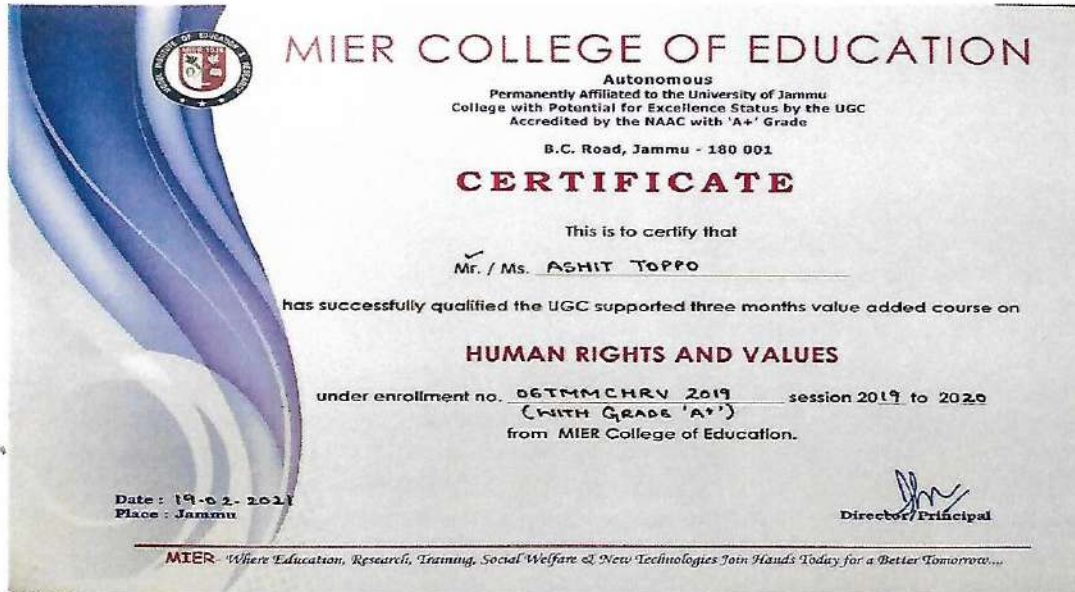 MIER COLLEGE OF EDUCATION
Autonomous
Permanently Affiliated to the University of Jammu
College with Potential for Excellence Status by the UGC
Accredited by the NAAC with 'A+' Grade
B.C. Road, Jammu - 180 001
CERTIFICATE
This is to certify that
Mr. / Ms. ASHIT TOPPO
has successfully qualified the UGC supported three months value added course on
HUMAN RIGHTS AND VALUES
under enrollment no. 06TMMCHRV 2019 session 2019 to 2020
(WITH GRADE 'A+')
from MIER College of Education.
Date : 19-02-2021
Place : Jammu
Director/Principal
MIER- Where Education, Research, Training, Social Welfare & New Technologies Join Hands Today for a Better Tomorrow....